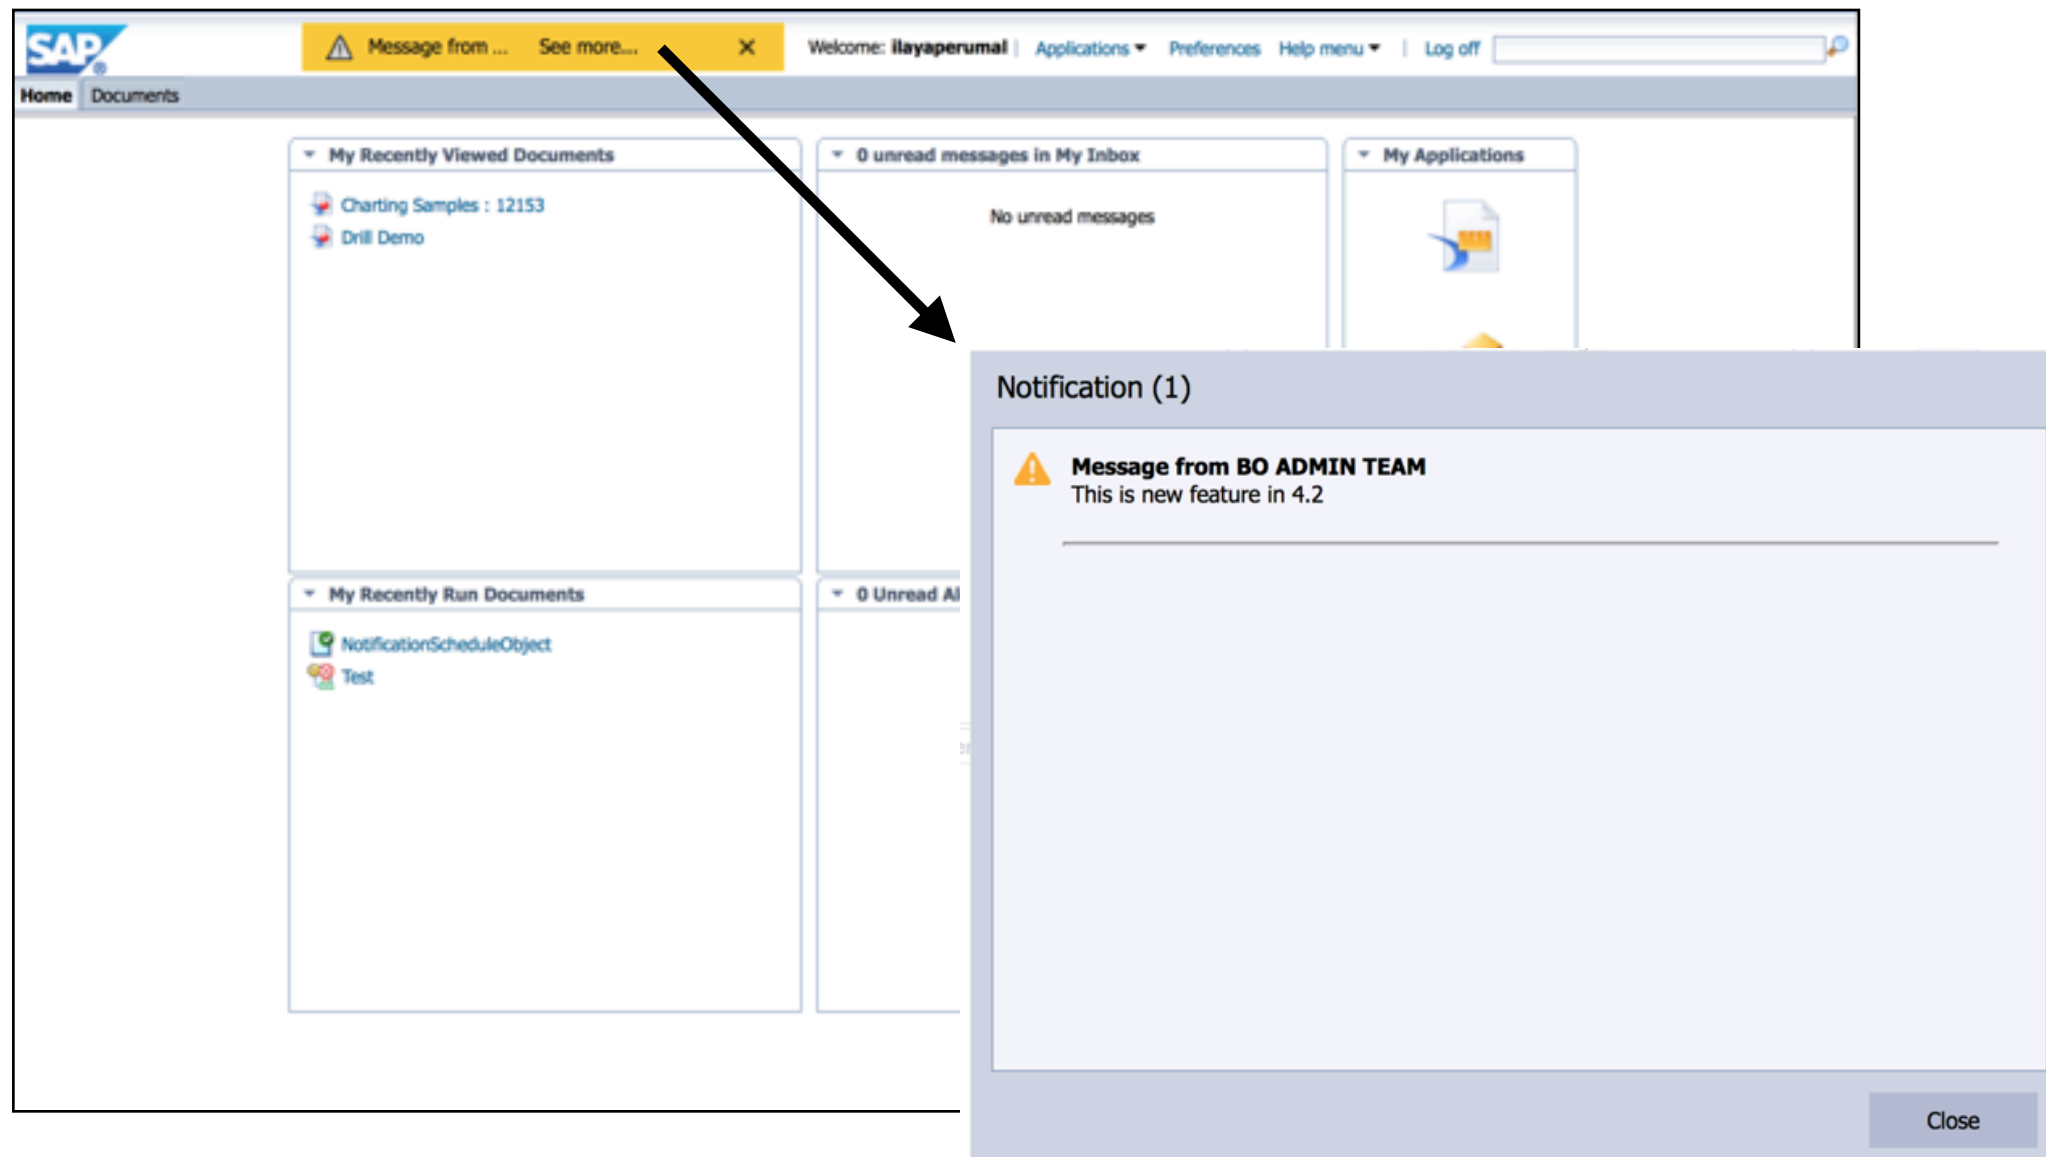 SAP
Message from ... See more... Welcome: ilayaperumal | Applications Preferences Help menu | Log off
Home Documents
My Recently Viewed Documents
Charting Samples : 12153
Drill Demo
0 unread messages in My Inbox
No unread messages
My Applications
My Recently Run Documents
NotificationScheduleObject
Test
0 Unread Al
Notification (1)
Message from BO ADMIN TEAM
This is new feature in 4.2
Close